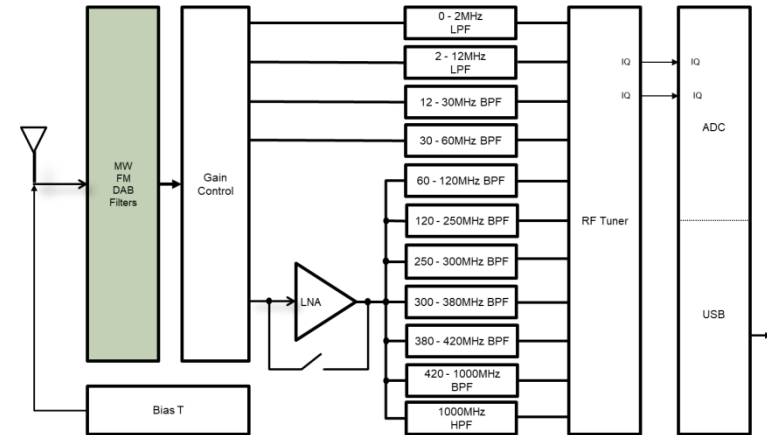 MW
FM
DAB
Filters
Gain
Control
Bias T
LNA
0 - 2MHz
LPF
2 - 12MHz
LPF
12 - 30MHz BPF
30 - 60MHz BPF
60 - 120MHz BPF
120 - 250MHz BPF
250 - 300MHz BPF
300 - 380MHz BPF
380 - 420MHz BPF
420 - 1000MHz
BPF
1000MHz
HPF
RF Tuner
IQ
IQ
IQ
IQ
ADC
USB